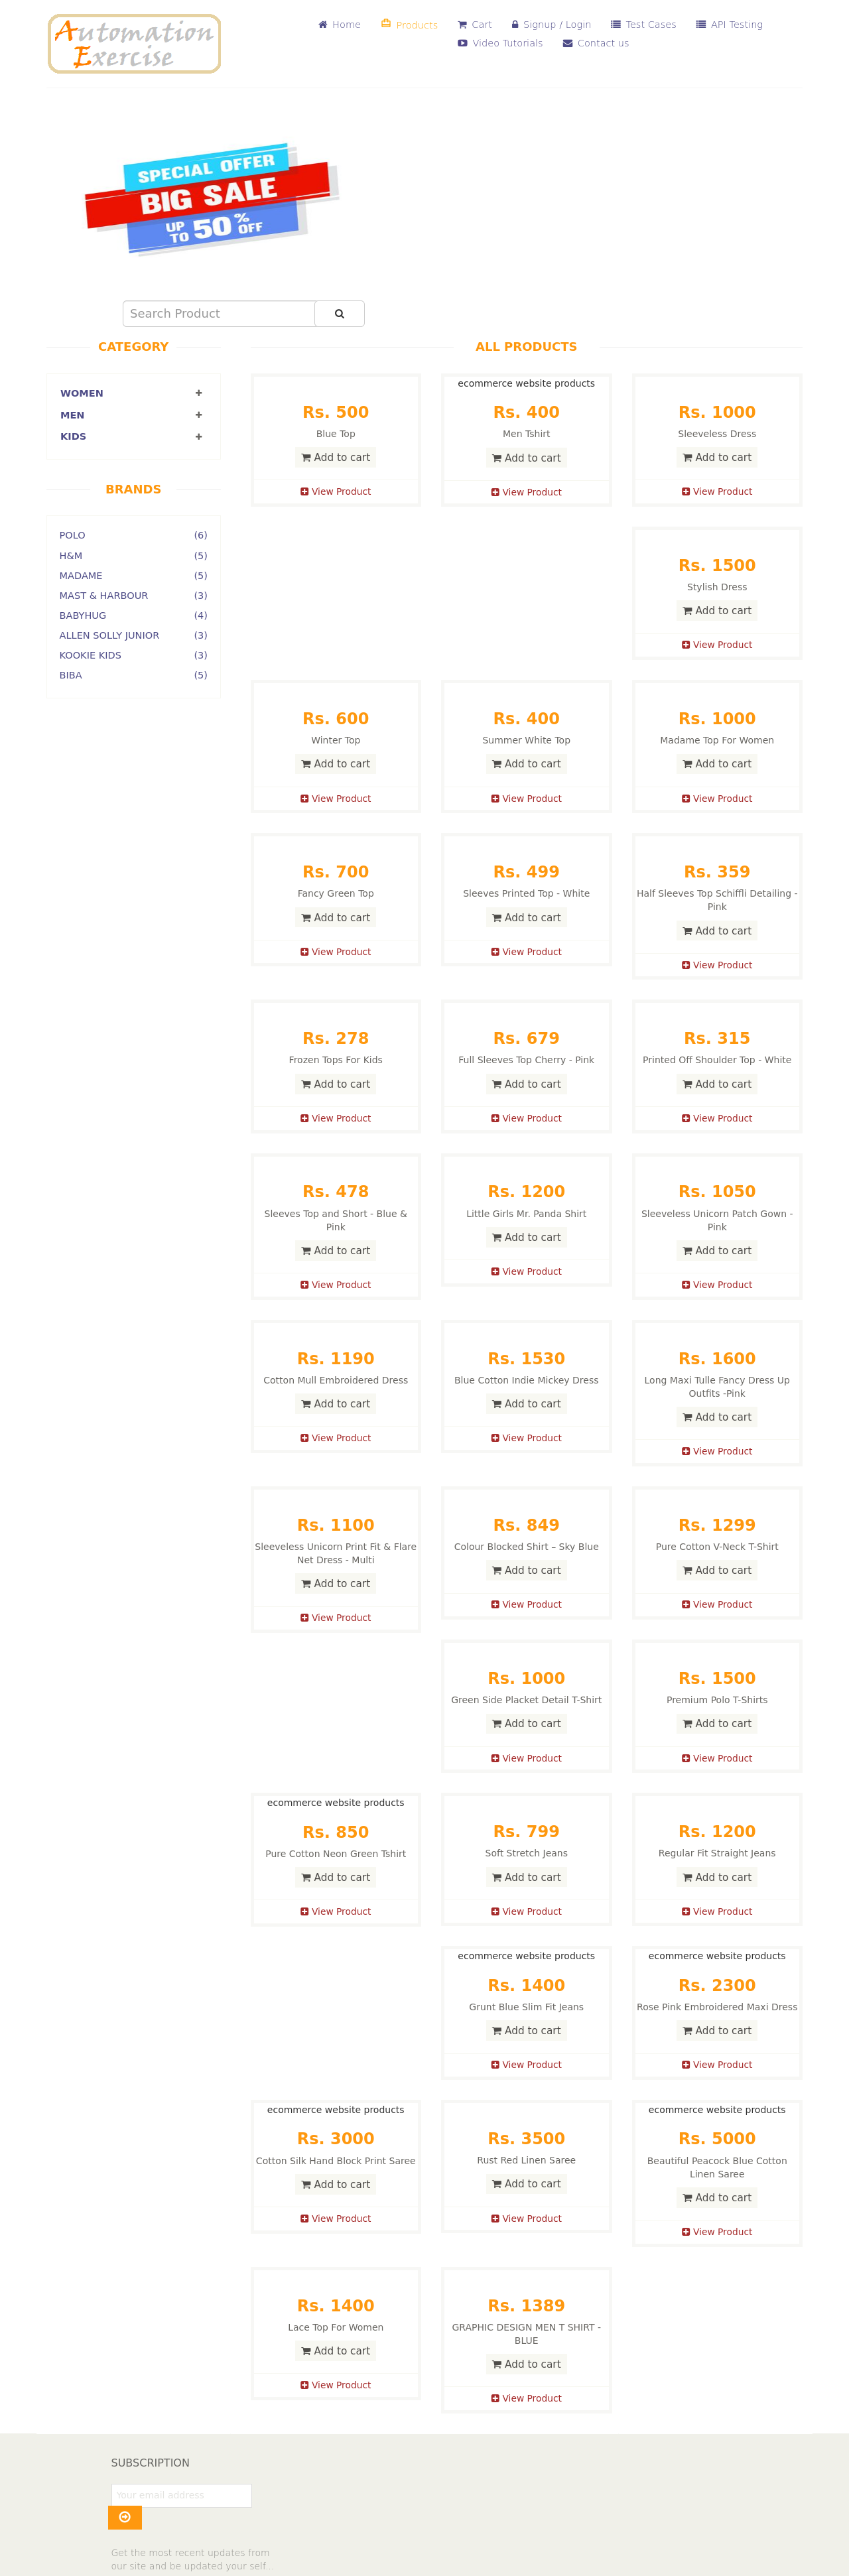 Automation
Exercise
Home
Products
Cart
Signup / Login
Test Cases
API Testing
Video Tutorials
Contact us
SPECIAL OFFER
BIG SALE
UP TO 50% OFF
Search Product
CATEGORY
WOMEN
MEN
KIDS
BRANDS
POLO (6)
H&M (5)
MADAME (5)
MAST & HARBOUR (3)
BABYHUG (4)
ALLEN SOLLY JUNIOR (3)
KOOKIE KIDS (3)
BIBA (5)
ALL PRODUCTS
Rs. 500
Blue Top
Add to cart
View Product
ecommerce website products
Rs. 400
Men Tshirt
Add to cart
View Product
Rs. 1000
Sleeveless Dress
Add to cart
View Product
Rs. 1500
Stylish Dress
Add to cart
View Product
Rs. 600
Winter Top
Add to cart
View Product
Rs. 400
Summer White Top
Add to cart
View Product
Rs. 1000
Madame Top For Women
Add to cart
View Product
Rs. 700
Fancy Green Top
Add to cart
View Product
Rs. 499
Sleeves Printed Top - White
Add to cart
View Product
Rs. 359
Half Sleeves Top Schiffli Detailing -
Pink
Add to cart
View Product
Rs. 278
Frozen Tops For Kids
Add to cart
View Product
Rs. 679
Full Sleeves Top Cherry - Pink
Add to cart
View Product
Rs. 315
Printed Off Shoulder Top - White
Add to cart
View Product
Rs. 478
Sleeves Top and Short - Blue &
Pink
Add to cart
View Product
Rs. 1200
Little Girls Mr. Panda Shirt
Add to cart
View Product
Rs. 1050
Sleeveless Unicorn Patch Gown -
Pink
Add to cart
View Product
Rs. 1190
Cotton Mull Embroidered Dress
Add to cart
View Product
Rs. 1530
Blue Cotton Indie Mickey Dress
Add to cart
View Product
Rs. 1600
Long Maxi Tulle Fancy Dress Up
Outfits -Pink
Add to cart
View Product
Rs. 1100
Sleeveless Unicorn Print Fit & Flare
Net Dress - Multi
Add to cart
View Product
Rs. 849
Colour Blocked Shirt – Sky Blue
Add to cart
View Product
Rs. 1299
Pure Cotton V-Neck T-Shirt
Add to cart
View Product
Rs. 1000
Green Side Placket Detail T-Shirt
Add to cart
View Product
Rs. 1500
Premium Polo T-Shirts
Add to cart
View Product
ecommerce website products
Rs. 850
Pure Cotton Neon Green Tshirt
Add to cart
View Product
Rs. 799
Soft Stretch Jeans
Add to cart
View Product
Rs. 1200
Regular Fit Straight Jeans
Add to cart
View Product
ecommerce website products
Rs. 1400
Grunt Blue Slim Fit Jeans
Add to cart
View Product
ecommerce website products
Rs. 2300
Rose Pink Embroidered Maxi Dress
Add to cart
View Product
ecommerce website products
Rs. 3000
Cotton Silk Hand Block Print Saree
Add to cart
View Product
Rs. 3500
Rust Red Linen Saree
Add to cart
View Product
ecommerce website products
Rs. 5000
Beautiful Peacock Blue Cotton
Linen Saree
Add to cart
View Product
Rs. 1400
Lace Top For Women
Add to cart
View Product
Rs. 1389
GRAPHIC DESIGN MEN T SHIRT -
BLUE
Add to cart
View Product
SUBSCRIPTION
Your email address
Get the most recent updates from
our site and be updated your self...